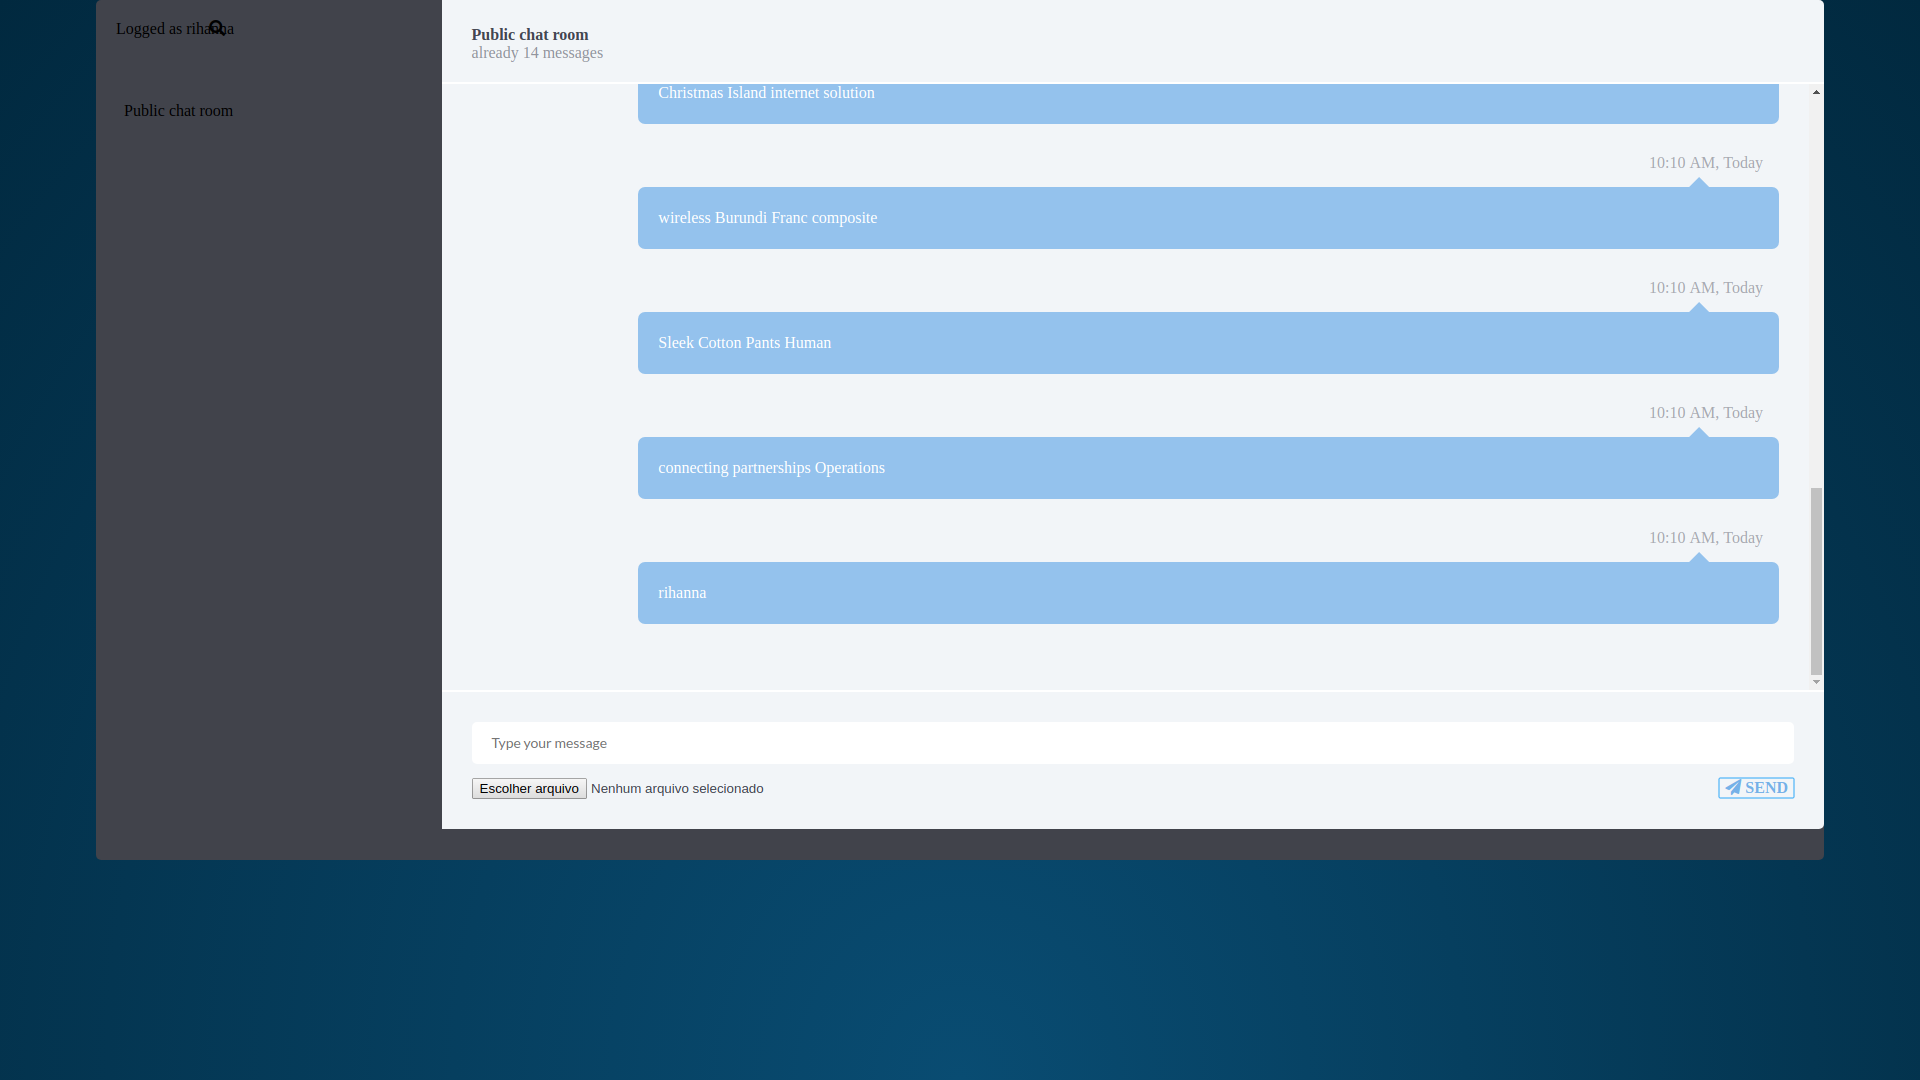 Logged as rihanna
Public chat room
Public chat room
already 14 messages
Christmas Island internet solution
10:10 AM, Today
wireless Burundi Franc composite
10:10 AM, Today
Sleek Cotton Pants Human
10:10 AM, Today
connecting partnerships Operations
10:10 AM, Today
rihanna
Type your message
Escolher arquivo Nenhum arquivo selecionado
SEND